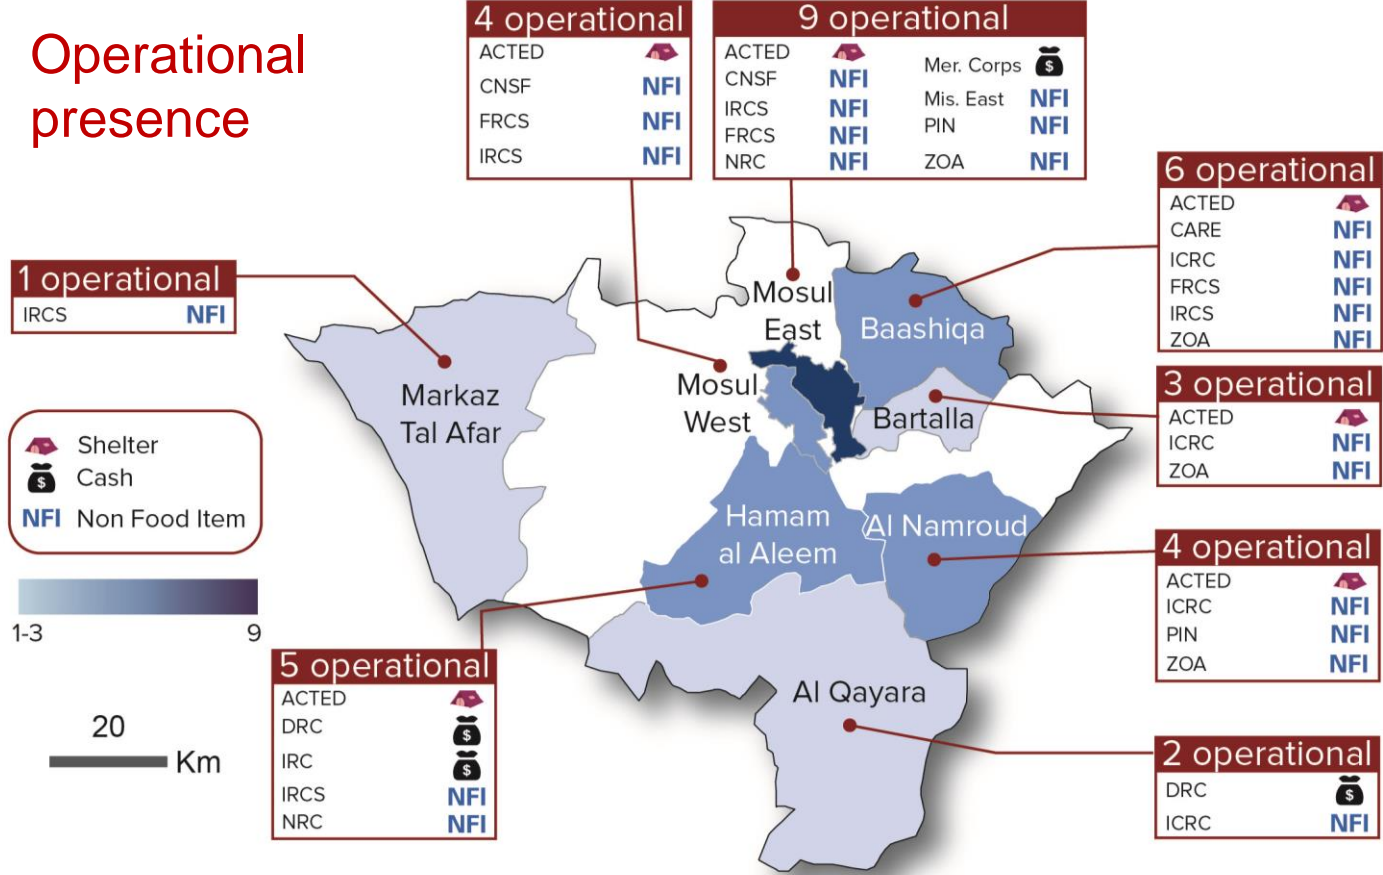 Operational
presence
4 operational
ACTED
CNSF NFI
FRCS NFI
IRCS NFI
9 operational
ACTED
CNSF NFI
IRCS NFI
FRCS NFI
NRC NFI
Mer. Corps $
Mis. East NFI
PIN NFI
ZOA NFI
6 operational
ACTED
CARE NFI
ICRC NFI
FRCS NFI
IRCS NFI
ZOA NFI
1 operational
IRCS NFI
Mosul
East
Baashiqa
Mosul
West
Bartalla
Markaz
Tal Afar
3 operational
ACTED
ICRC NFI
ZOA NFI
Shelter
$ Cash
NFI Non Food Item
1-3 9
Hamam
al Aleem
Al Namroud
4 operational
ACTED
ICRC NFI
PIN NFI
ZOA NFI
5 operational
ACTED
DRC $
IRC $
IRCS NFI
NRC NFI
Al Qayara
20
Km
2 operational
DRC $
ICRC NFI